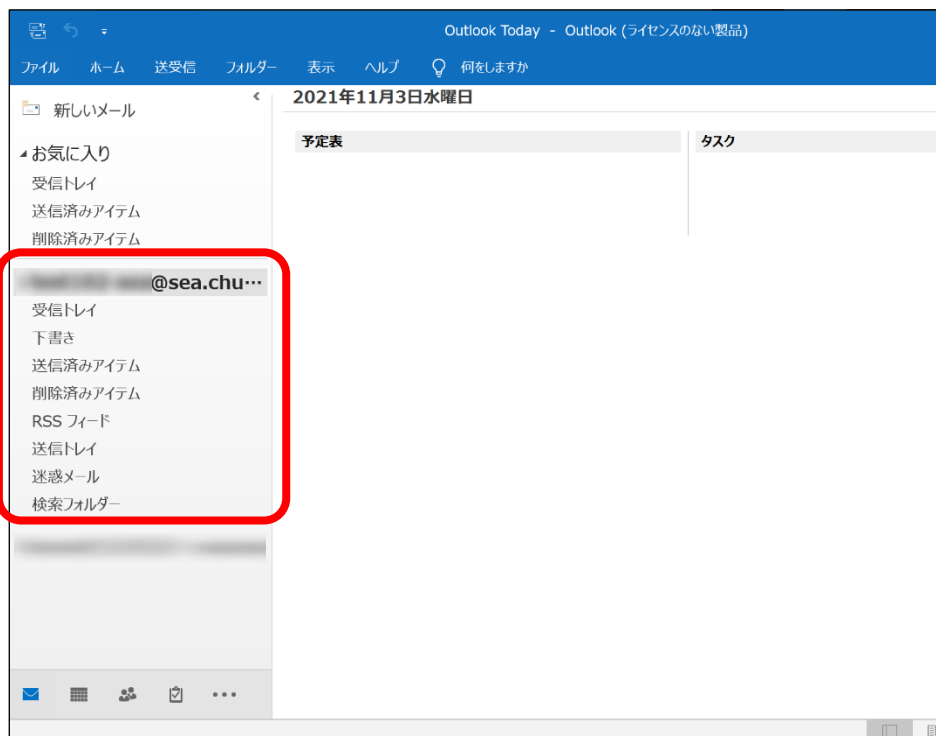 Outlook Today - Outlook (ライセンスのない製品)
ファイル ホーム 送受信 フォルダー 表示 ヘルプ 何をしますか
新しいメール
2021年11月3日水曜日
予定表 タスク
お気に入り
受信トレイ
送信済みアイテム
削除済みアイテム
@sea.chu…
受信トレイ
下書き
送信済みアイテム
削除済みアイテム
RSS フィード
送信トレイ
迷惑メール
検索フォルダー